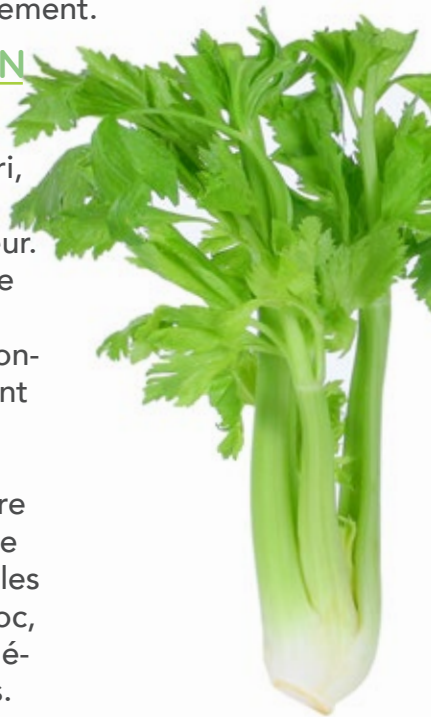 ement.
N
ri,
ur.
e
on-
nt
re
e
les
oc,
é-
s.